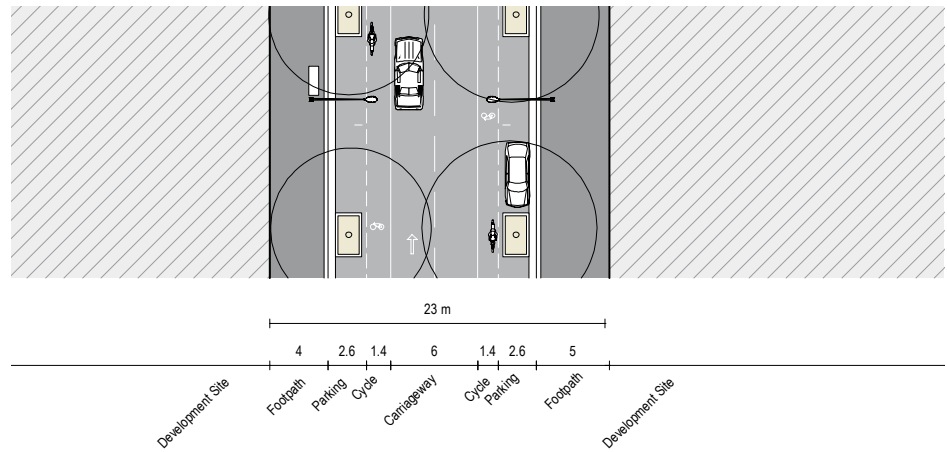 23 m
4 2.6 1.4 6 1.4 2.6 5
Development Site Footpath Parking Cycle Carriageway Cycle Parking Footpath Development Site